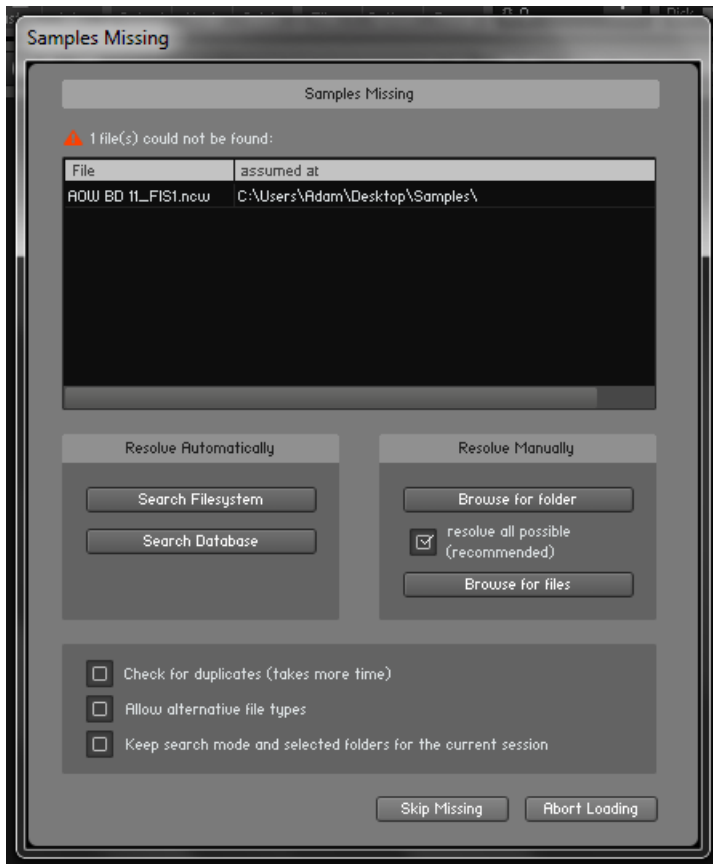 Samples Missing
Samples Missing
1 file(s) could not be found:
File assumed at
AOW BD 11_FIS1.ncw C:\Users\Adam\Desktop\Samples\
Resolve Automatically
Resolve Manually
Search Filesystem
Browse for folder
Search Database
resolve all possible
(recommended)
Browse for files
Check for duplicates (takes more time)
Allow alternative file types
Keep search mode and selected folders for the current session
Skip Missing
Abort Loading